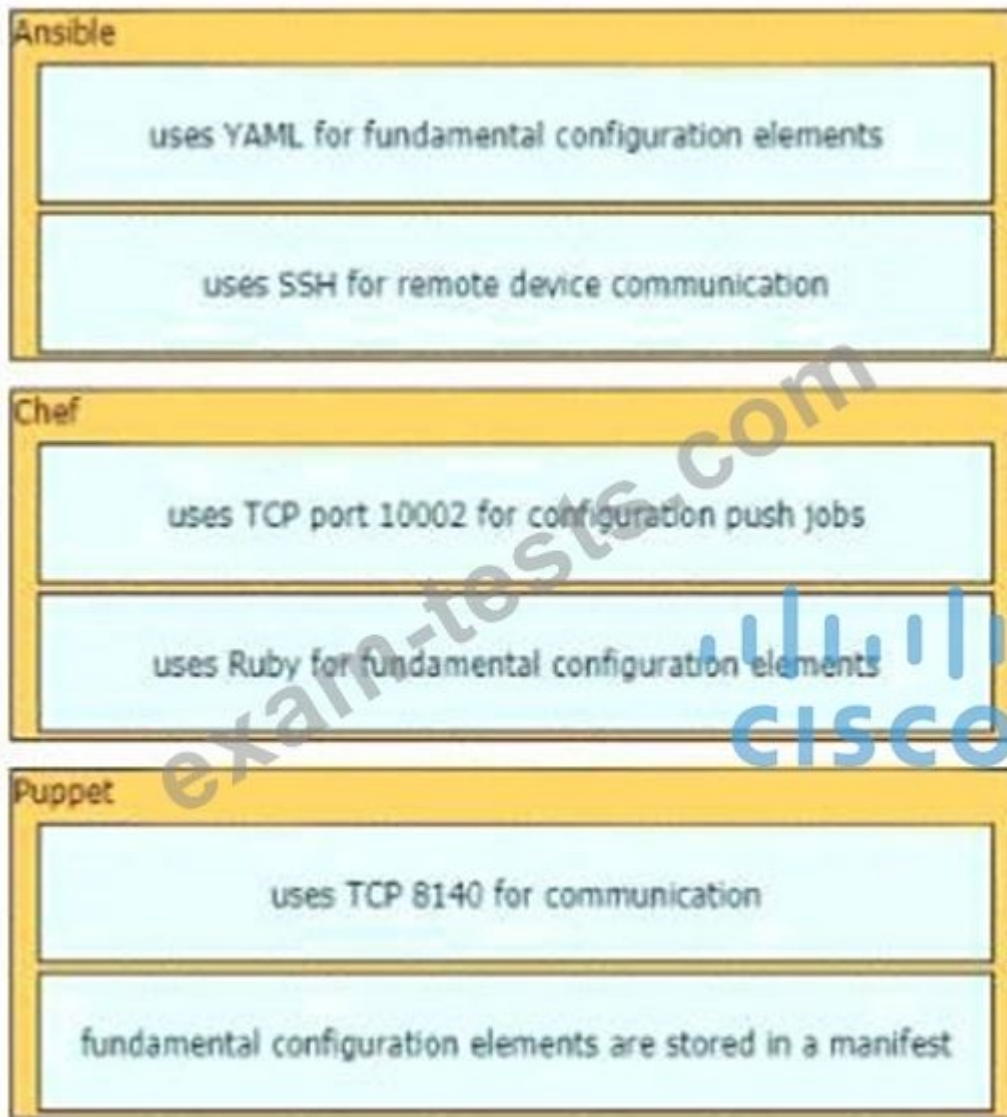 Ansible
uses YAML for fundamental configuration elements
uses SSH for remote device communication
Chef
uses TCP port 10002 for configuration push jobs
uses Ruby for fundamental configuration elements
exam-tests.com
CISCO
Puppet
uses TCP 8140 for communication
fundamental configuration elements are stored in a manifest